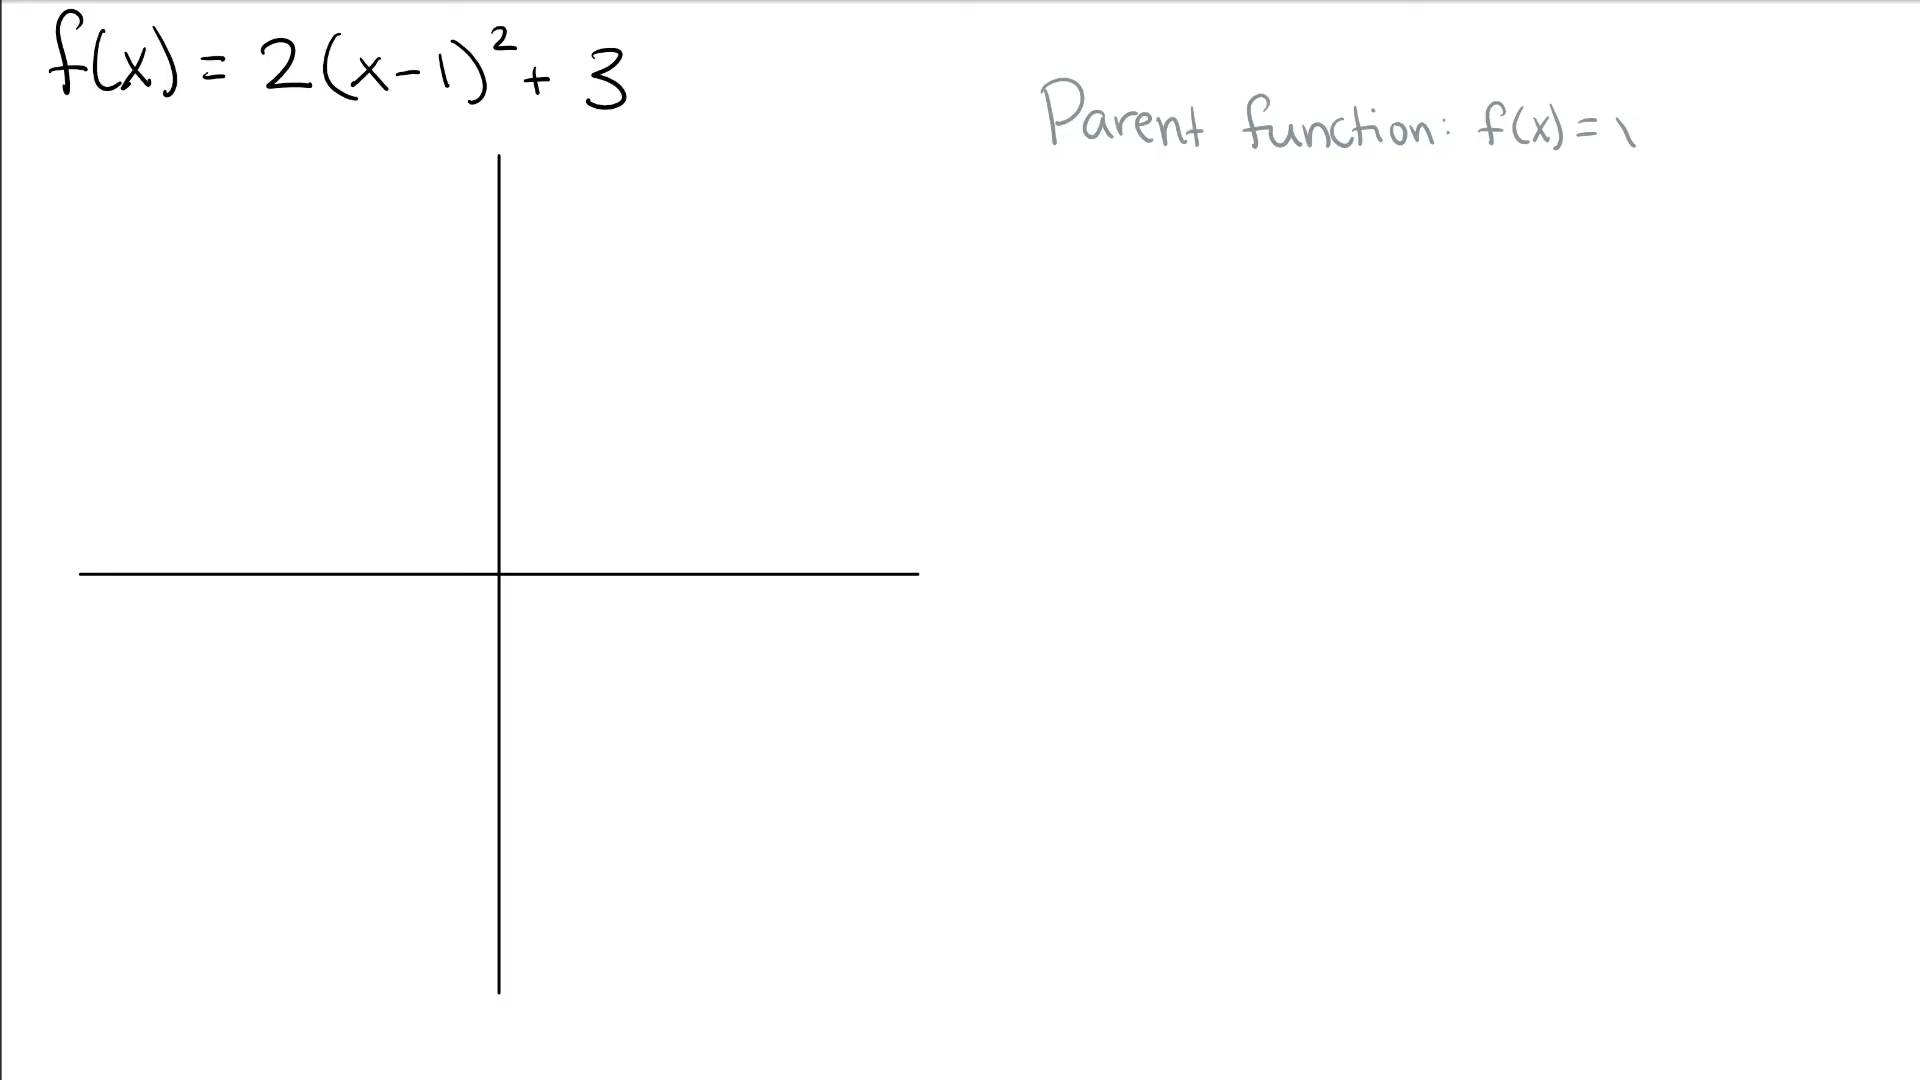 f(x) = 2(x-1)² + 3
Parent function: f(x) = \